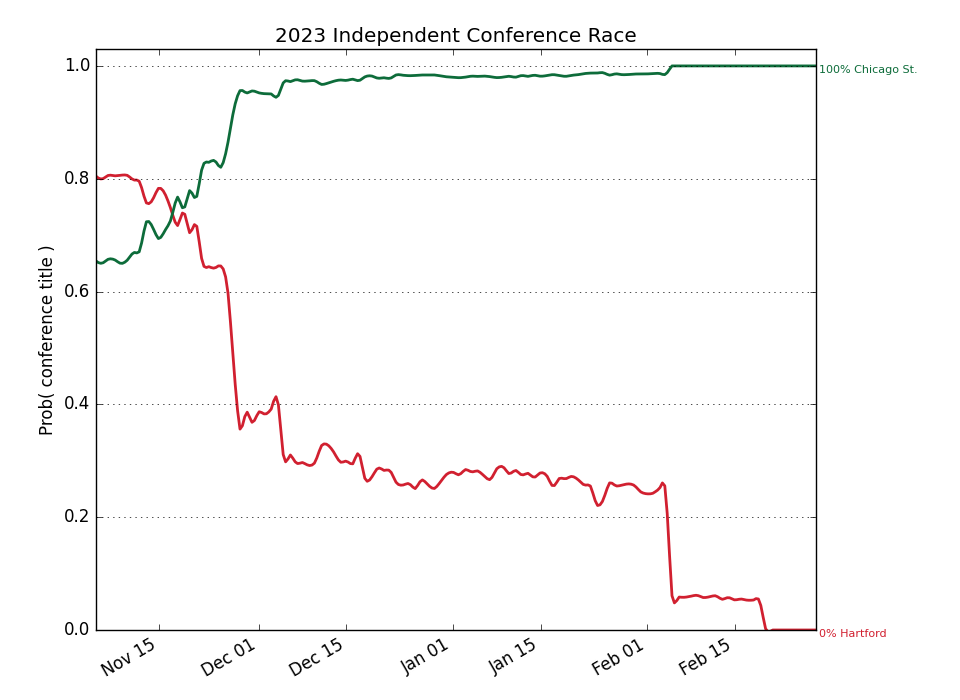 2023 Independent Conference Race
Prob( conference title )
1.0
0.8
0.6
0.4
0.2
0.0
100% Chicago St.
0% Hartford
Nov 15
Dec 01
Dec 15
Jan 01
Jan 15
Feb 01
Feb 15